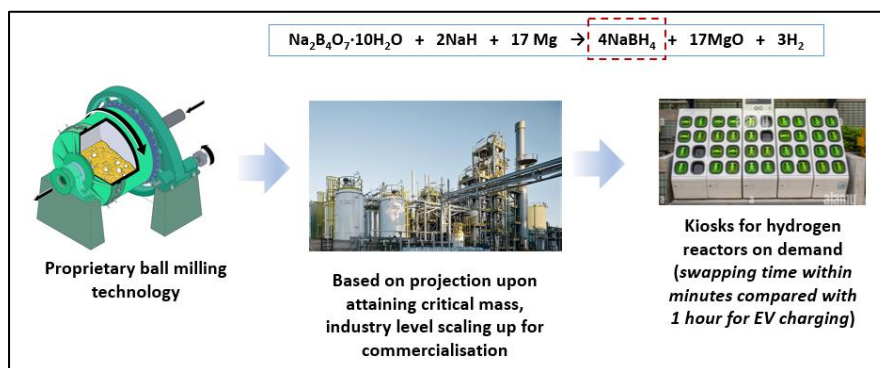 Na₂B₄O₇·10H₂O + 2NaH + 17 Mg → 4NaBH₄ + 17MgO + 3H₂
Proprietary ball milling
technology
Based on projection upon
attaining critical mass,
industry level scaling up for
commercialisation
alamy
Kiosks for hydrogen
reactors on demand
(swapping time within
minutes compared with
1 hour for EV charging)